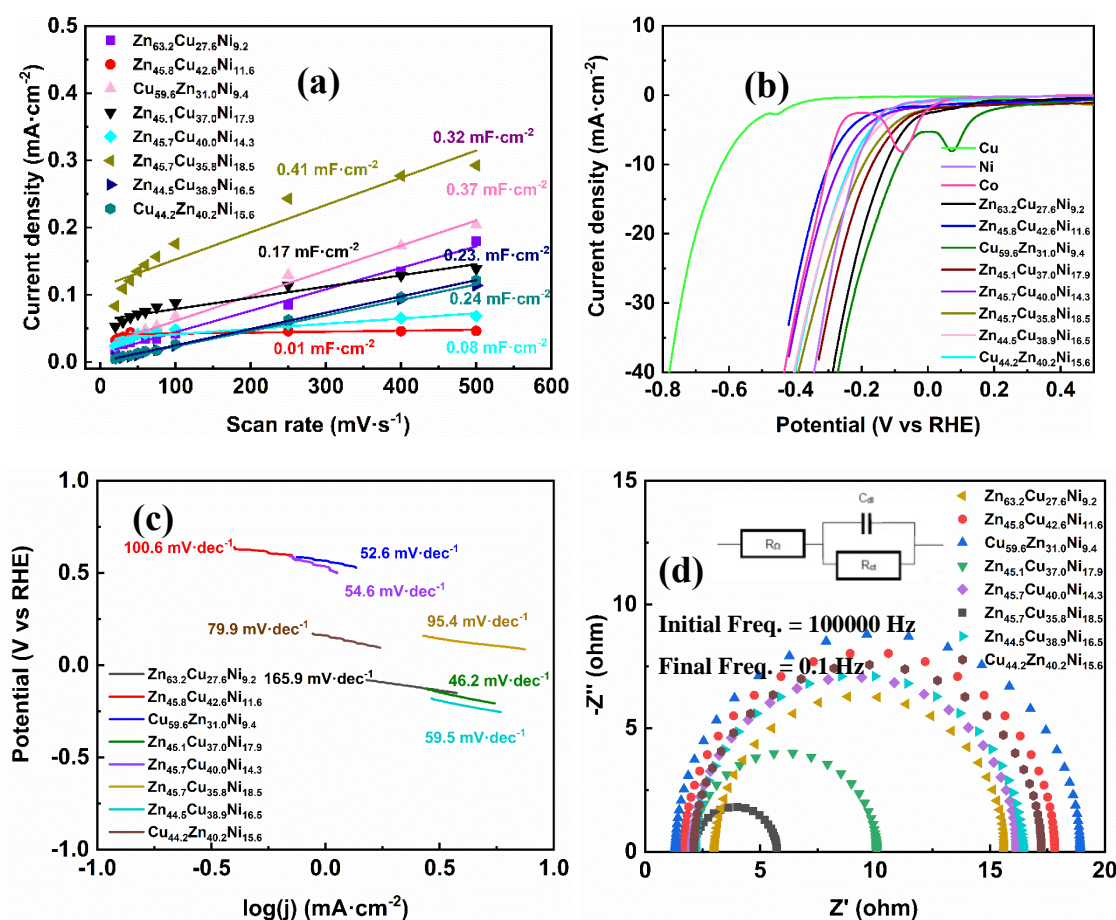 (a)
0.5
0.4
0.3
0.2
0.1
0.0
Current density (mA·cm⁻²)
0
100
200
300
400
500
600
Scan rate (mV·s⁻¹)
Zn₆₃.₂Cu₂₇.₆Ni₉.₂
Zn₄₅.₈Cu₄₂.₆Ni₁₁.₆
Cu₅₉.₆Zn₃₁.₀Ni₉.₄
Zn₄₅.₁Cu₃₇.₀Ni₁₇.₉
Zn₄₅.₇Cu₄₀.₀Ni₁₄.₃
Zn₄₅.₇Cu₃₅.₈Ni₁₈.₅
Zn₄₄.₅Cu₃₈.₉Ni₁₆.₅
Cu₄₄.₂Zn₄₀.₂Ni₁₅.₆
0.32 mF·cm⁻²
0.41 mF·cm⁻²
0.37 mF·cm⁻²
0.17 mF·cm⁻²
0.23. mF·cm⁻²
0.24 mF·cm⁻²
0.01 mF·cm⁻²
0.08 mF·cm⁻²
(b)
10
0
-10
-20
-30
-40
Current density (mA·cm⁻²)
-0.8
-0.6
-0.4
-0.2
0.0
0.2
0.4
Potential (V vs RHE)
Cu
Ni
Co
Zn₆₃.₂Cu₂₇.₆Ni₉.₂
Zn₄₅.₈Cu₄₂.₆Ni₁₁.₆
Cu₅₉.₆Zn₃₁.₀Ni₉.₄
Zn₄₅.₁Cu₃₇.₀Ni₁₇.₉
Zn₄₅.₇Cu₄₀.₀Ni₁₄.₃
Zn₄₅.₇Cu₃₅.₈Ni₁₈.₅
Zn₄₄.₅Cu₃₈.₉Ni₁₆.₅
Cu₄₄.₂Zn₄₀.₂Ni₁₅.₆
(c)
1.0
0.5
0.0
-0.5
-1.0
Potential (V vs RHE)
-1.0
-0.5
0.0
0.5
1.0
log(j) (mA·cm⁻²)
100.6 mV·dec⁻¹
52.6 mV·dec⁻¹
54.6 mV·dec⁻¹
79.9 mV·dec⁻¹
95.4 mV·dec⁻¹
165.9 mV·dec⁻¹
46.2 mV·dec⁻¹
59.5 mV·dec⁻¹
Zn₆₃.₂Cu₂₇.₆Ni₉.₂
Zn₄₅.₈Cu₄₂.₆Ni₁₁.₆
Cu₅₉.₆Zn₃₁.₀Ni₉.₄
Zn₄₅.₁Cu₃₇.₀Ni₁₇.₉
Zn₄₅.₇Cu₄₀.₀Ni₁₄.₃
Zn₄₅.₇Cu₃₅.₈Ni₁₈.₅
Zn₄₄.₅Cu₃₈.₉Ni₁₆.₅
Cu₄₄.₂Zn₄₀.₂Ni₁₅.₆
(d)
15
10
5
0
-Z'' (ohm)
0
5
10
15
20
Z' (ohm)
C_dl
R_Ω
R_ct
Initial Freq. = 100000 Hz
Final Freq. = 0.1 Hz
Zn₆₃.₂Cu₂₇.₆Ni₉.₂
Zn₄₅.₈Cu₄₂.₆Ni₁₁.₆
Cu₅₉.₆Zn₃₁.₀Ni₉.₄
Zn₄₅.₁Cu₃₇.₀Ni₁₇.₉
Zn₄₅.₇Cu₄₀.₀Ni₁₄.₃
Zn₄₅.₇Cu₃₅.₈Ni₁₈.₅
Zn₄₄.₅Cu₃₈.₉Ni₁₆.₅
Cu₄₄.₂Zn₄₀.₂Ni₁₅.₆